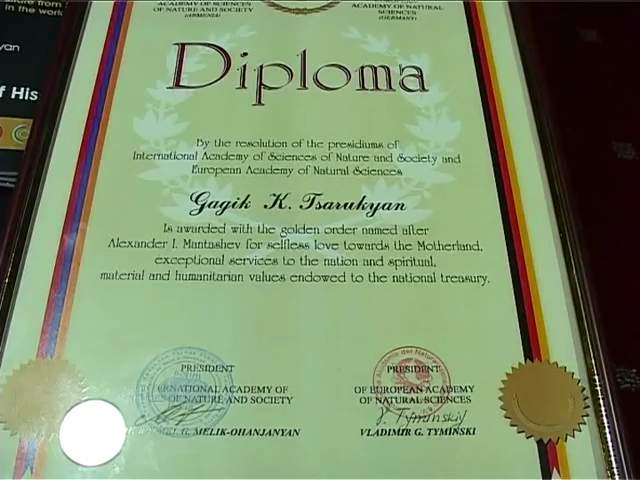 in the work
yan
f His
ACADEMY OF SCIENCES
OF NATURE AND SOCIETY
(ARMENIA)
ACADEMY OF NATURAL
SCIENCES
(GERMANY)
Diploma
By the resolution of the presidiums of
International Academy of Sciences of Nature and Society and
European Academy of Natural Sciences
Gagik K. Tsarukyan
Is awarded with the golden order named after
Alexander I. Mantashev for selfless love towards the Motherland,
exceptional services to the nation and spiritual,
material and humanitarian values endowed to the national treasury.
PRESIDENT
ERNATIONAL ACADEMY OF
OF NATURE AND SOCIETY
G. MELIK-OHANJANYAN
PRESIDENT
OF EUROPEAN ACADEMY
OF NATURAL SCIENCES
V. Tyminskiy
VLADIMIR G. TYMINSKI